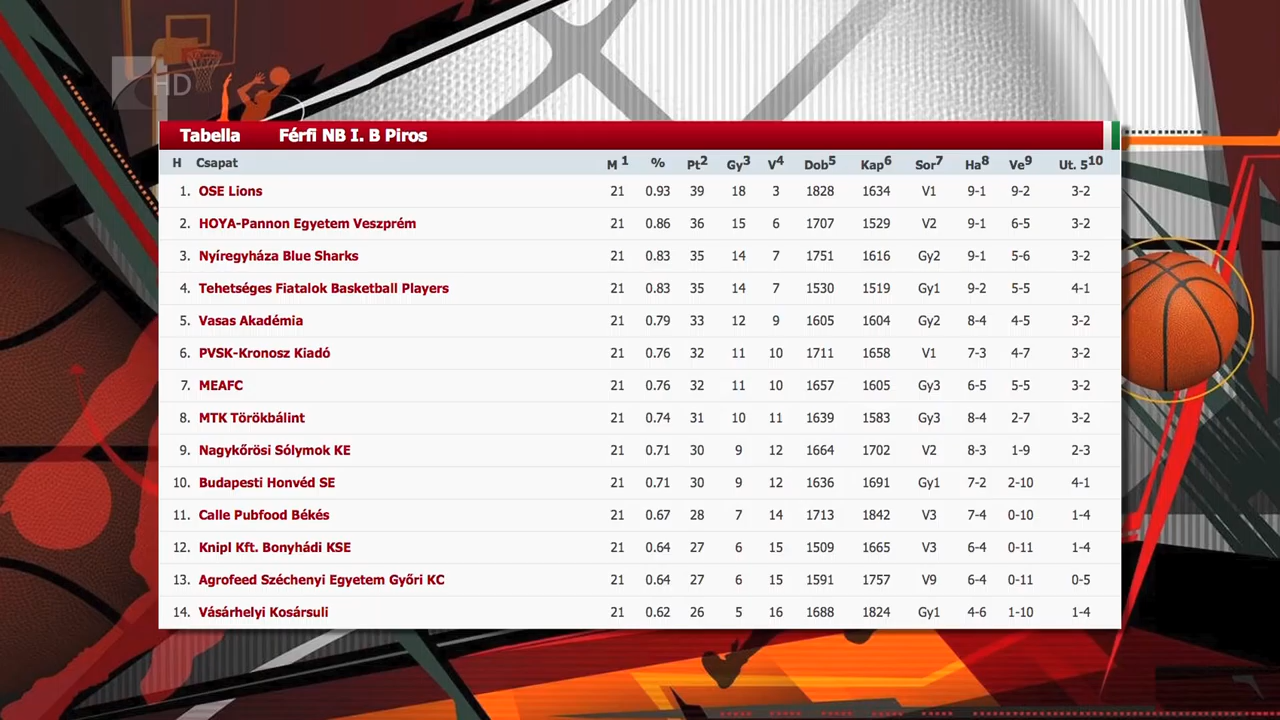 HD
Tabella Férfi NB I. B Piros
H Csapat M 1 % Pt2 Gy3 V4 Dob5 Kap6 Sor7 Ha8 Ve9 Ut. 510
1. OSE Lions 21 0.93 39 18 3 1828 1634 V1 9-1 9-2 3-2
2. HOYA-Pannon Egyetem Veszprém 21 0.86 36 15 6 1707 1529 V2 9-1 6-5 3-2
3. Nyíregyháza Blue Sharks 21 0.83 35 14 7 1751 1616 Gy2 9-1 5-6 3-2
4. Tehetséges Fiatalok Basketball Players 21 0.83 35 14 7 1530 1519 Gy1 9-2 5-5 4-1
5. Vasas Akadémia 21 0.79 33 12 9 1605 1604 Gy2 8-4 4-5 3-2
6. PVSK-Kronosz Kiadó 21 0.76 32 11 10 1711 1658 V1 7-3 4-7 3-2
7. MEAFC 21 0.76 32 11 10 1657 1605 Gy3 6-5 5-5 3-2
8. MTK Törökbálint 21 0.74 31 10 11 1639 1583 Gy3 8-4 2-7 3-2
9. Nagykőrösi Sólymok KE 21 0.71 30 9 12 1664 1702 V2 8-3 1-9 2-3
10. Budapesti Honvéd SE 21 0.71 30 9 12 1636 1691 Gy1 7-2 2-10 4-1
11. Calle Pubfood Békés 21 0.67 28 7 14 1713 1842 V3 7-4 0-10 1-4
12. Knipl Kft. Bonyhádi KSE 21 0.64 27 6 15 1509 1665 V3 6-4 0-11 1-4
13. Agrofeed Széchenyi Egyetem Győri KC 21 0.64 27 6 15 1591 1757 V9 6-4 0-11 0-5
14. Vásárhelyi Kosársuli 21 0.62 26 5 16 1688 1824 Gy1 4-6 1-10 1-4